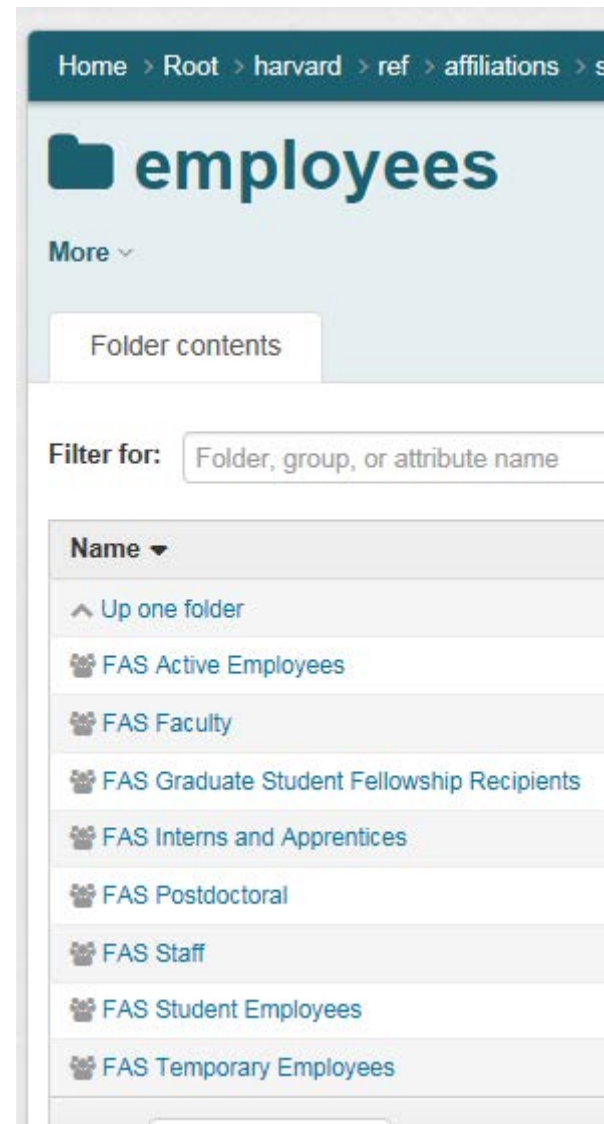 Home > Root > harvard > ref > affiliations > s
employees
More
Folder contents
Filter for: Folder, group, or attribute name
Name
Up one folder
FAS Active Employees
FAS Faculty
FAS Graduate Student Fellowship Recipients
FAS Interns and Apprentices
FAS Postdoctoral
FAS Staff
FAS Student Employees
FAS Temporary Employees